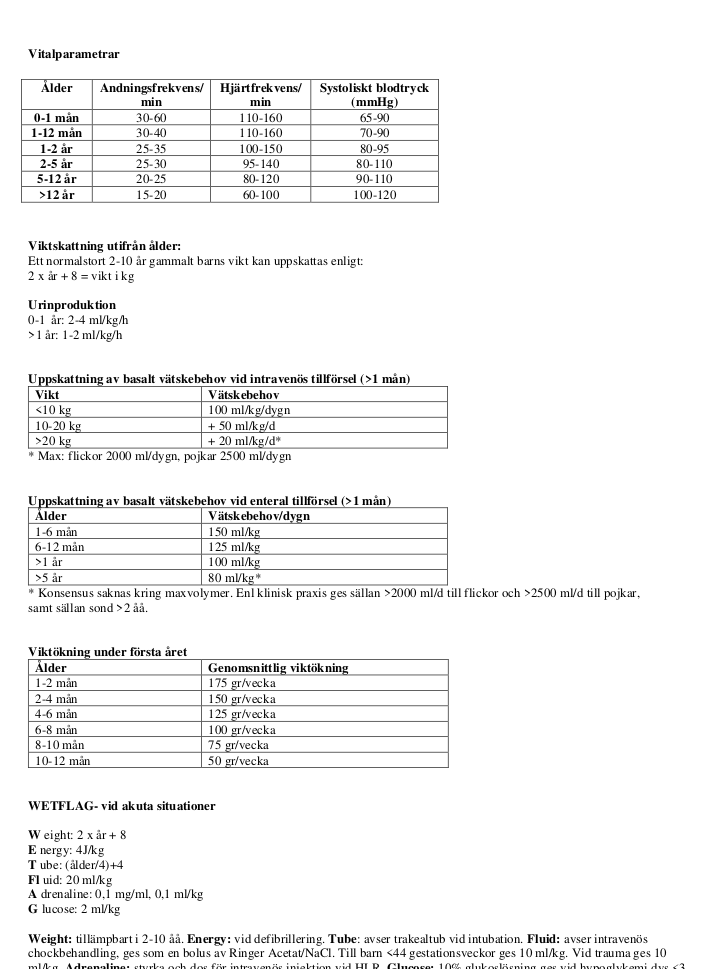 Vitalparametrar
Ålder Andningsfrekvens/ min Hjärtfrekvens/ min Systoliskt blodtryck (mmHg)
0-1 mån 30-60 110-160 65-90
1-12 mån 30-40 110-160 70-90
1-2 år 25-35 100-150 80-95
2-5 år 25-30 95-140 80-110
5-12 år 20-25 80-120 90-110
>12 år 15-20 60-100 100-120
Viktskattning utifrån ålder:
Ett normalstort 2-10 år gammalt barns vikt kan uppskattas enligt:
2 x år + 8 = vikt i kg
Urinproduktion
0-1 år: 2-4 ml/kg/h
>1 år: 1-2 ml/kg/h
Uppskattning av basalt vätskebehov vid intravenös tillförsel (>1 mån)
Vikt Vätskebehov
<10 kg 100 ml/kg/dygn
10-20 kg + 50 ml/kg/d
>20 kg + 20 ml/kg/d*
* Max: flickor 2000 ml/dygn, pojkar 2500 ml/dygn
Uppskattning av basalt vätskebehov vid enteral tillförsel (>1 mån)
Ålder Vätskebehov/dygn
1-6 mån 150 ml/kg
6-12 mån 125 ml/kg
>1 år 100 ml/kg
>5 år 80 ml/kg*
* Konsensus saknas kring maxvolymer. Enl klinisk praxis ges sällan >2000 ml/d till flickor och >2500 ml/d till pojkar,
samt sällan sond >2 åå.
Viktökning under första året
Ålder Genomsnittlig viktökning
1-2 mån 175 gr/vecka
2-4 mån 150 gr/vecka
4-6 mån 125 gr/vecka
6-8 mån 100 gr/vecka
8-10 mån 75 gr/vecka
10-12 mån 50 gr/vecka
WETFLAG- vid akuta situationer
W eight: 2 x år + 8
E nergy: 4J/kg
T ube: (ålder/4)+4
Fl uid: 20 ml/kg
A drenaline: 0,1 mg/ml, 0,1 ml/kg
G lucose: 2 ml/kg
Weight: tillämpbart i 2-10 åå. Energy: vid defibrillering. Tube: avser trakealtub vid intubation. Fluid: avser intravenös
chockbehandling, ges som en bolus av Ringer Acetat/NaCl. Till barn <44 gestationsveckor ges 10 ml/kg. Vid trauma ges 10
ml/kg. Adrenaline: styrka och dos för intravenös injektion vid HLR. Glucose: 10% glukoslösning ges vid hypoglykemi dvs <3